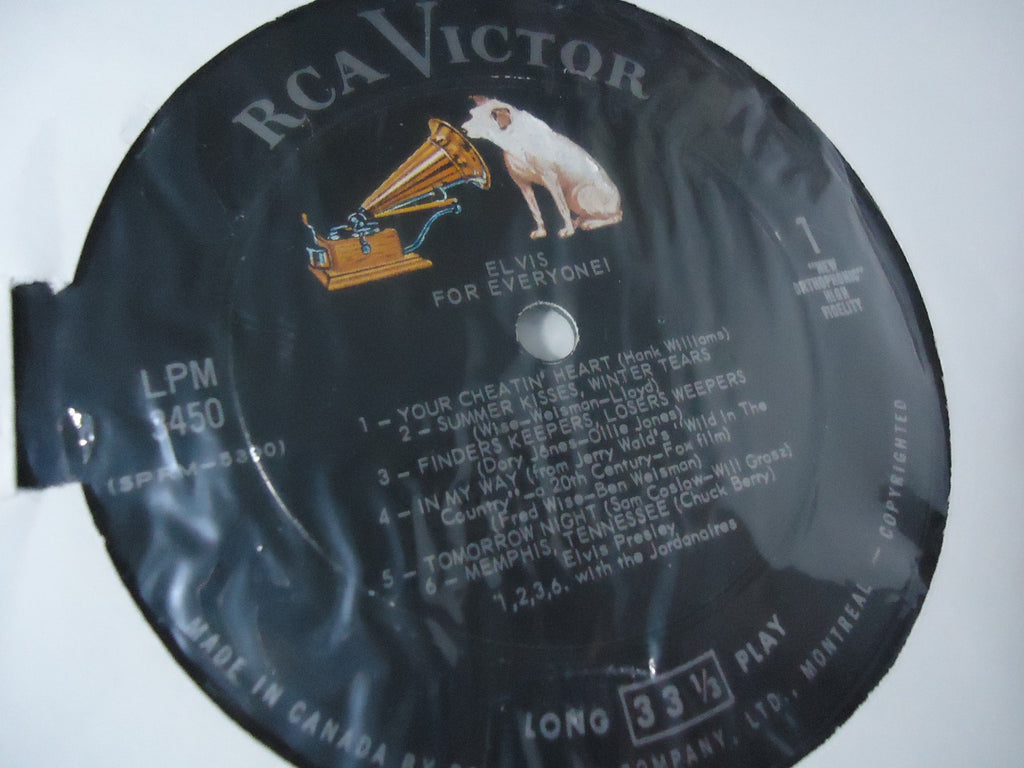 RCA VICTOR
ELVIS
FOR EVERYONE!
1
"NEW
ORTHOPHONIC"
HIGH
FIDELITY
LPM
3450
1 – YOUR CHEATIN' HEART (Hank Williams)
2 – SUMMER KISSES, WINTER TEARS
(Wise–Weisman–Lloyd)
3 – FINDERS KEEPERS, LOSERS WEEPERS
(Dory Jones–Ollie Jones)
4 – IN MY WAY (from Jerry Wald's "Wild In The
Country"–a 20th Century–Fox film)
(Fred Wise–Ben Weisman)
5 – TOMORROW NIGHT (Sam Coslow–Will Grosz)
6 – MEMPHIS, TENNESSEE (Chuck Berry)
Elvis Presley
1,2,3,6. with the Jordanaires
LONG 33 1/3 PLAY
MADE IN CANADA BY COMPANY, LTD., MONTREAL – COPYRIGHTED